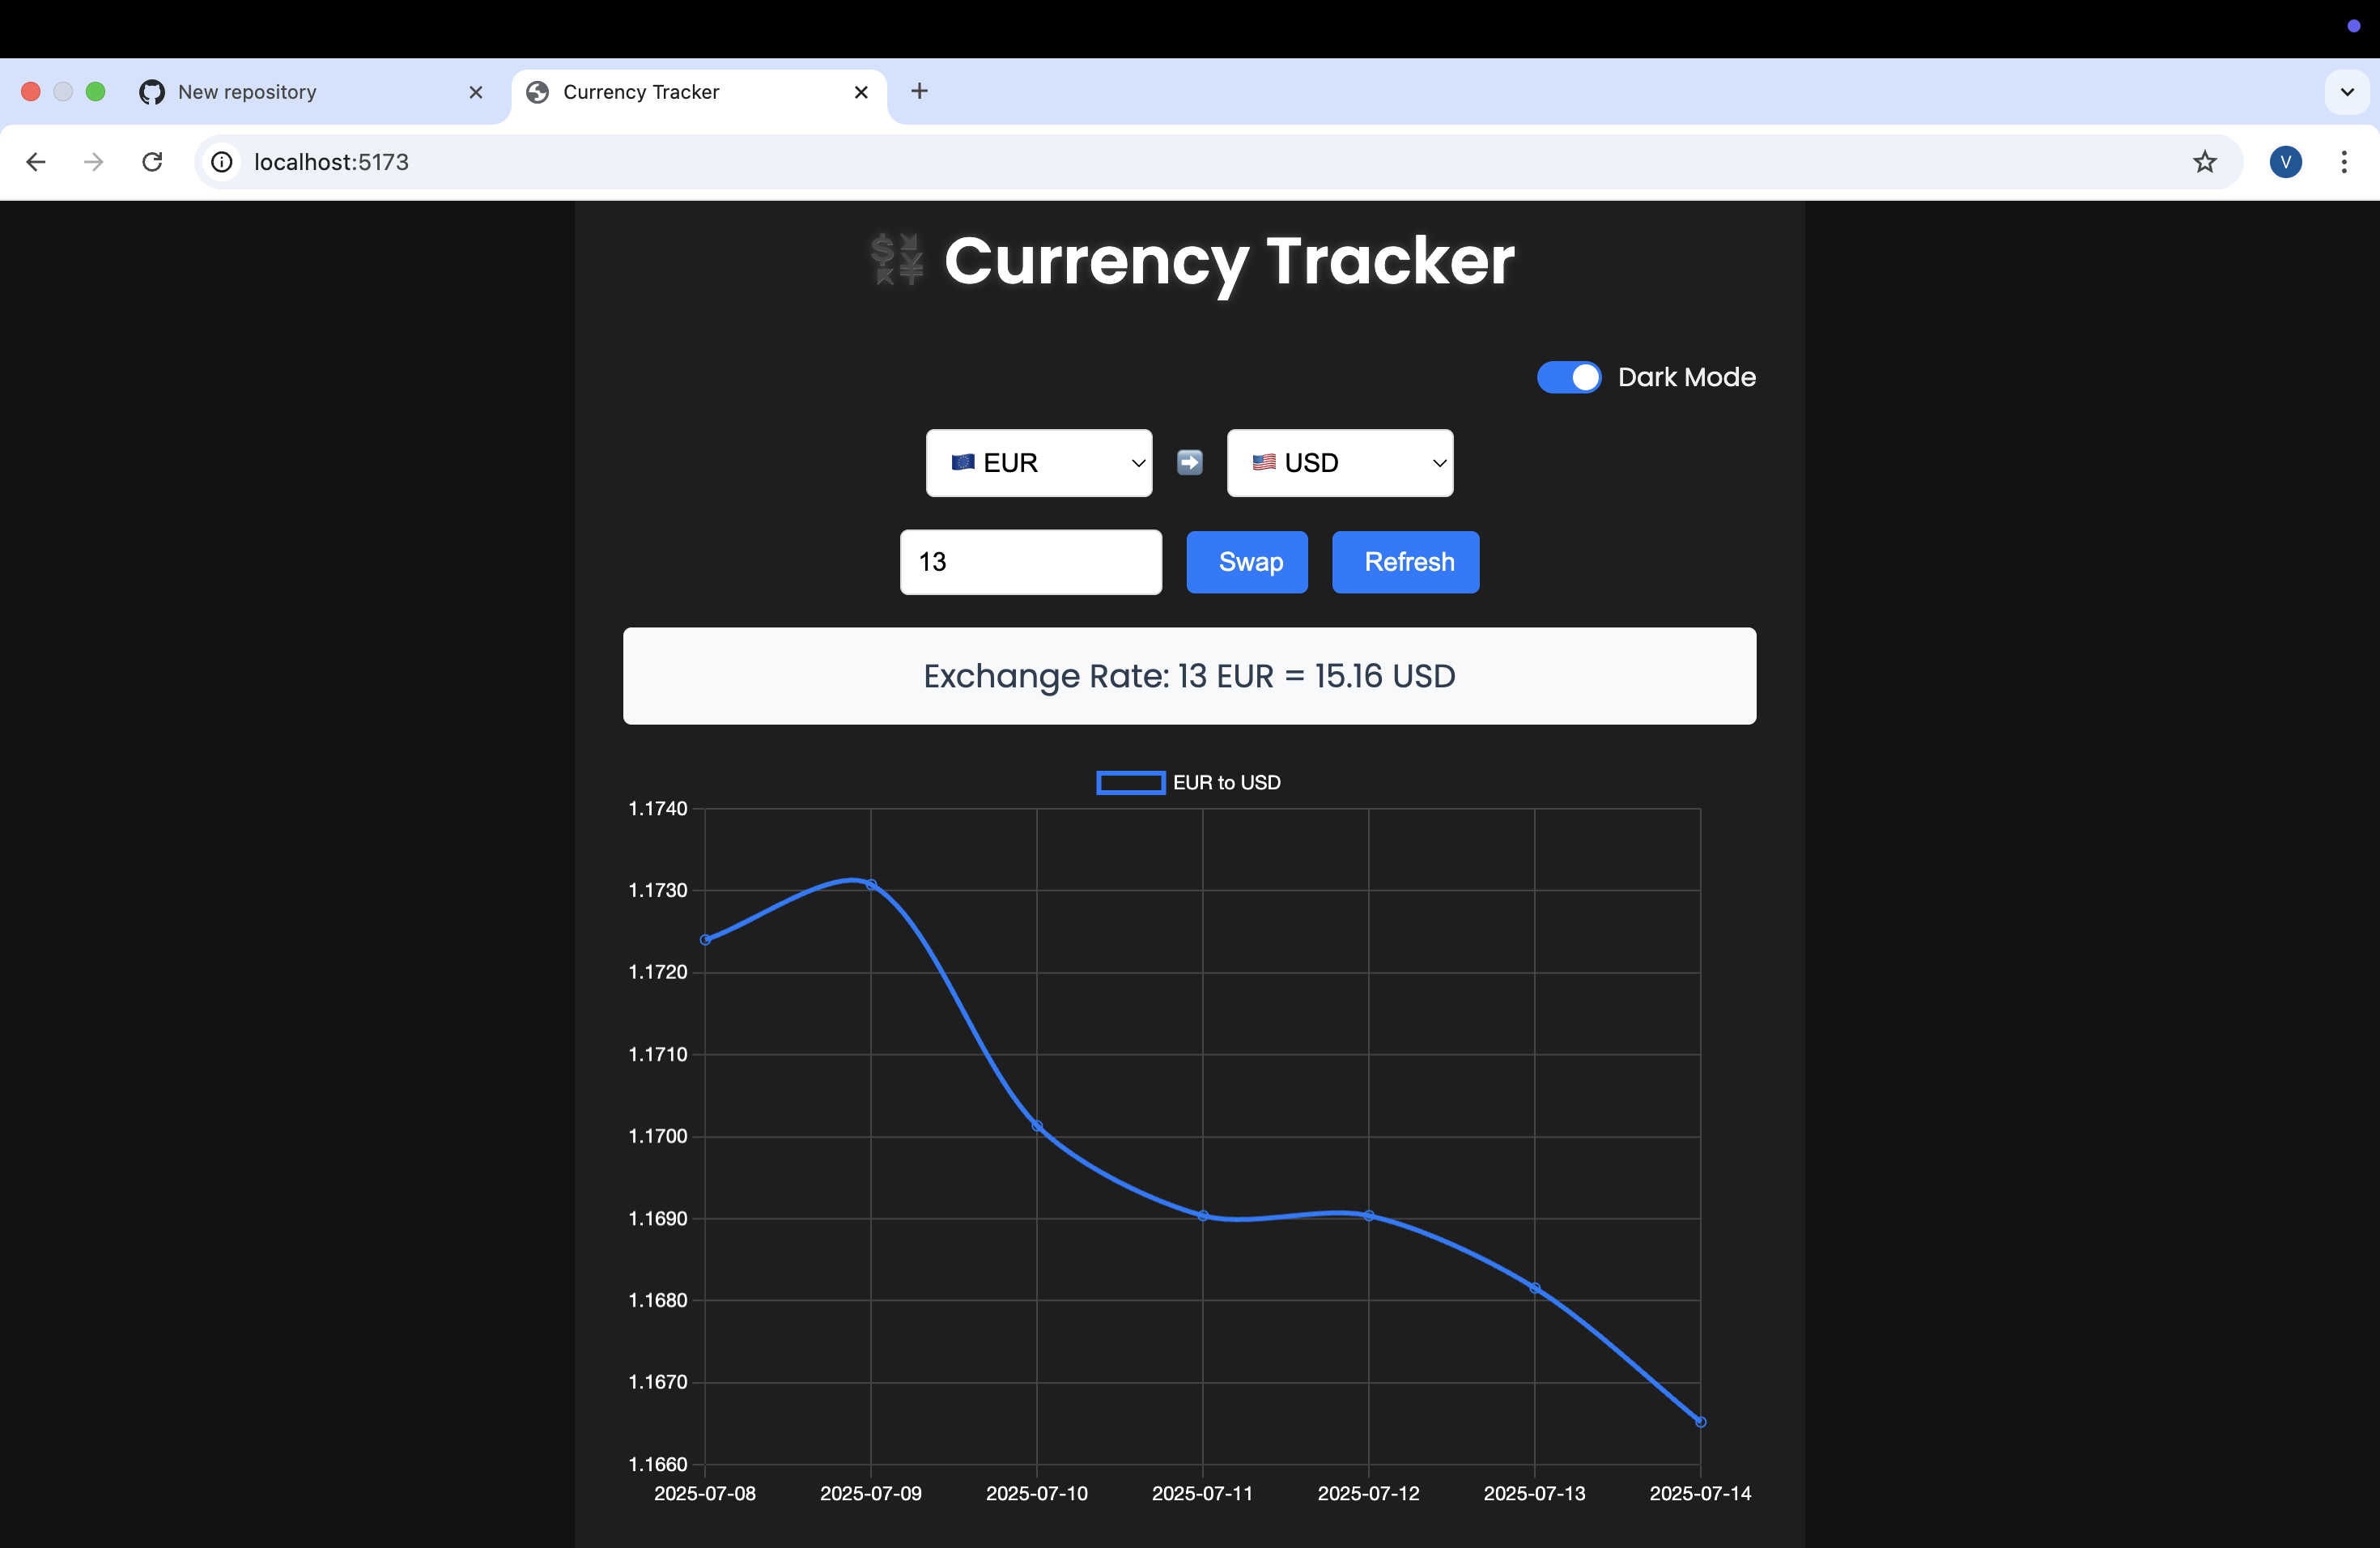 New repository
Currency Tracker
localhost:5173
V
Currency Tracker
Dark Mode
EUR
USD
13
Swap
Refresh
Exchange Rate: 13 EUR = 15.16 USD
EUR to USD
1.1740
1.1730
1.1720
1.1710
1.1700
1.1690
1.1680
1.1670
1.1660
2025-07-08 2025-07-09 2025-07-10 2025-07-11 2025-07-12 2025-07-13 2025-07-14